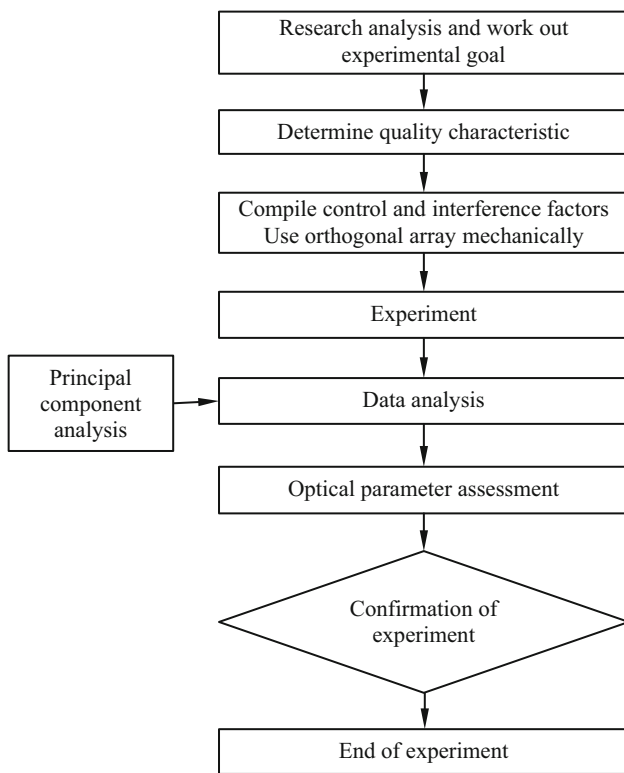 Research analysis and work out
experimental goal
Determine quality characteristic
Compile control and interference factors
Use orthogonal array mechanically
Experiment
Principal
component
analysis
Data analysis
Optical parameter assessment
Confirmation of
experiment
End of experiment